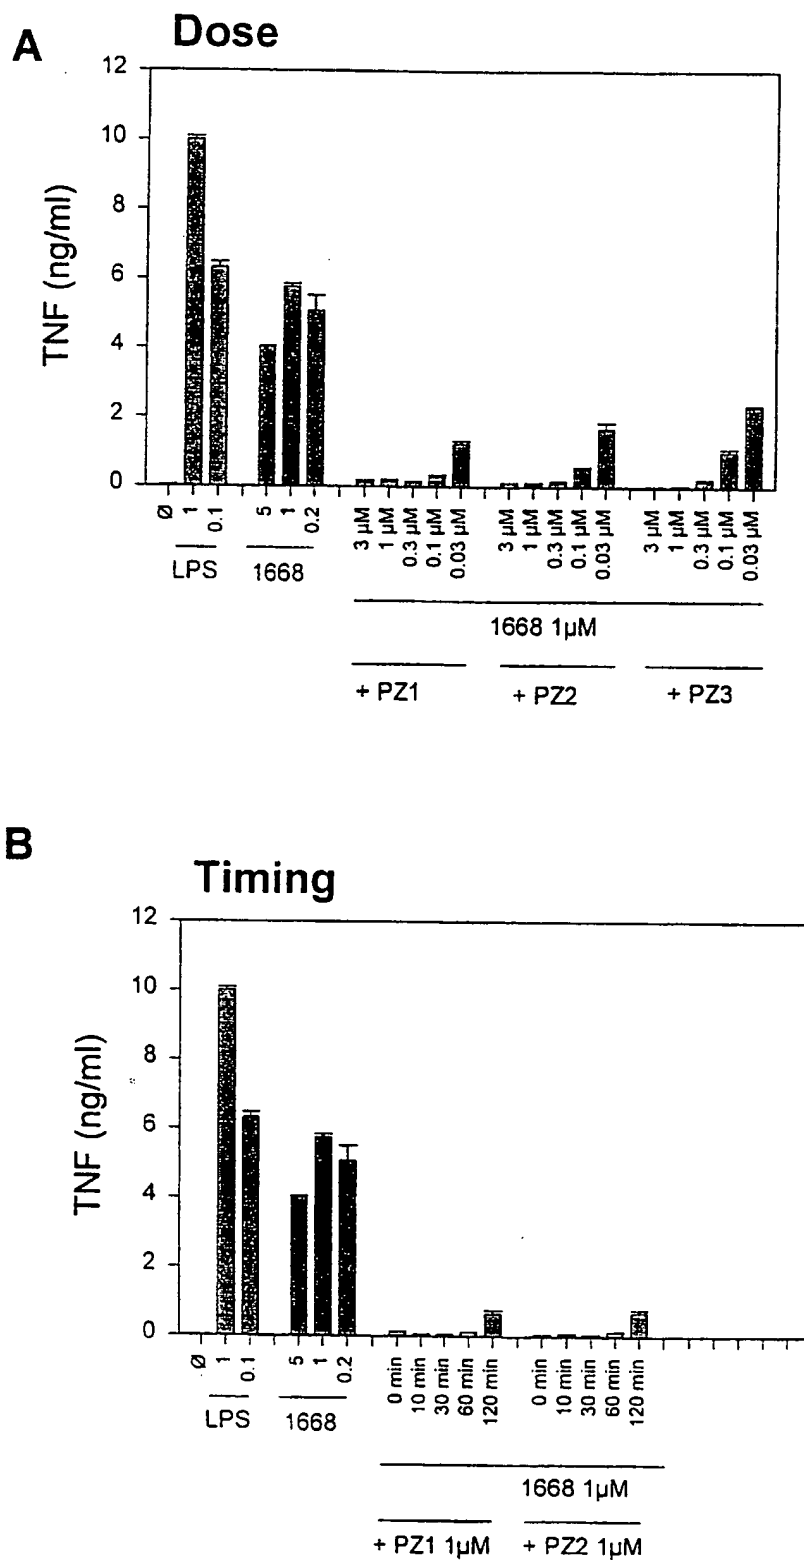 A
Dose
12
10
8
6
4
2
0
TNF (ng/ml)
Ø 1 0.1 5 1 0.2 3 µM 1 µM 0.3 µM 0.1 µM 0.03 µM 3 µM 1 µM 0.3 µM 0.1 µM 0.03 µM 3 µM 1 µM 0.3 µM 0.1 µM 0.03 µM
LPS 1668
1668 1µM
+ PZ1 + PZ2 + PZ3
B
Timing
12
10
8
6
4
2
0
TNF (ng/ml)
Ø 1 0.1 5 1 0.2 0 min 10 min 30 min 60 min 120 min 0 min 10 min 30 min 60 min 120 min
LPS 1668
1668 1µM
+ PZ1 1µM + PZ2 1µM